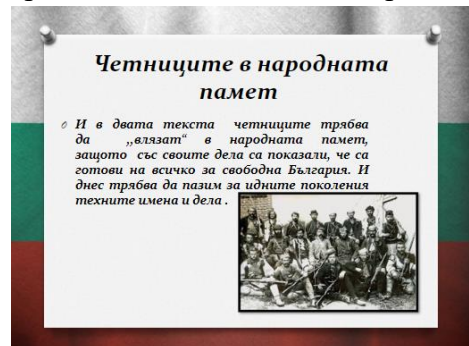 Четниците в народната
памет
И в двата текста четниците трябва
да „влязат“ в народната памет,
защото със своите дела са показали, че са
готови на всичко за свободна България. И
днес трябва да пазим за идните поколения
техните имена и дела .